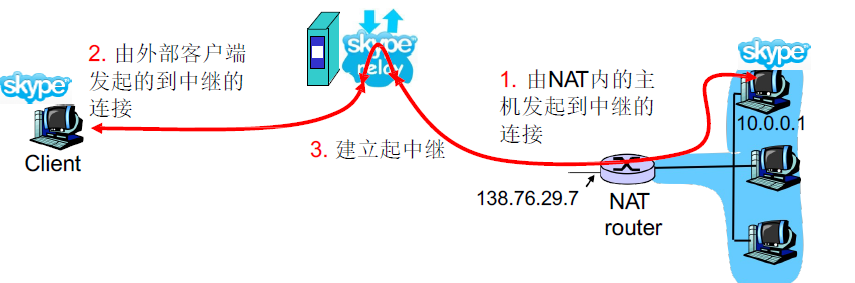 skype
Client
2. 由外部客户端
发起的到中继的
连接
skype
relay
3. 建立起中继
1. 由NAT内的主
机发起到中继的
连接
138.76.29.7
NAT
router
skype
10.0.0.1